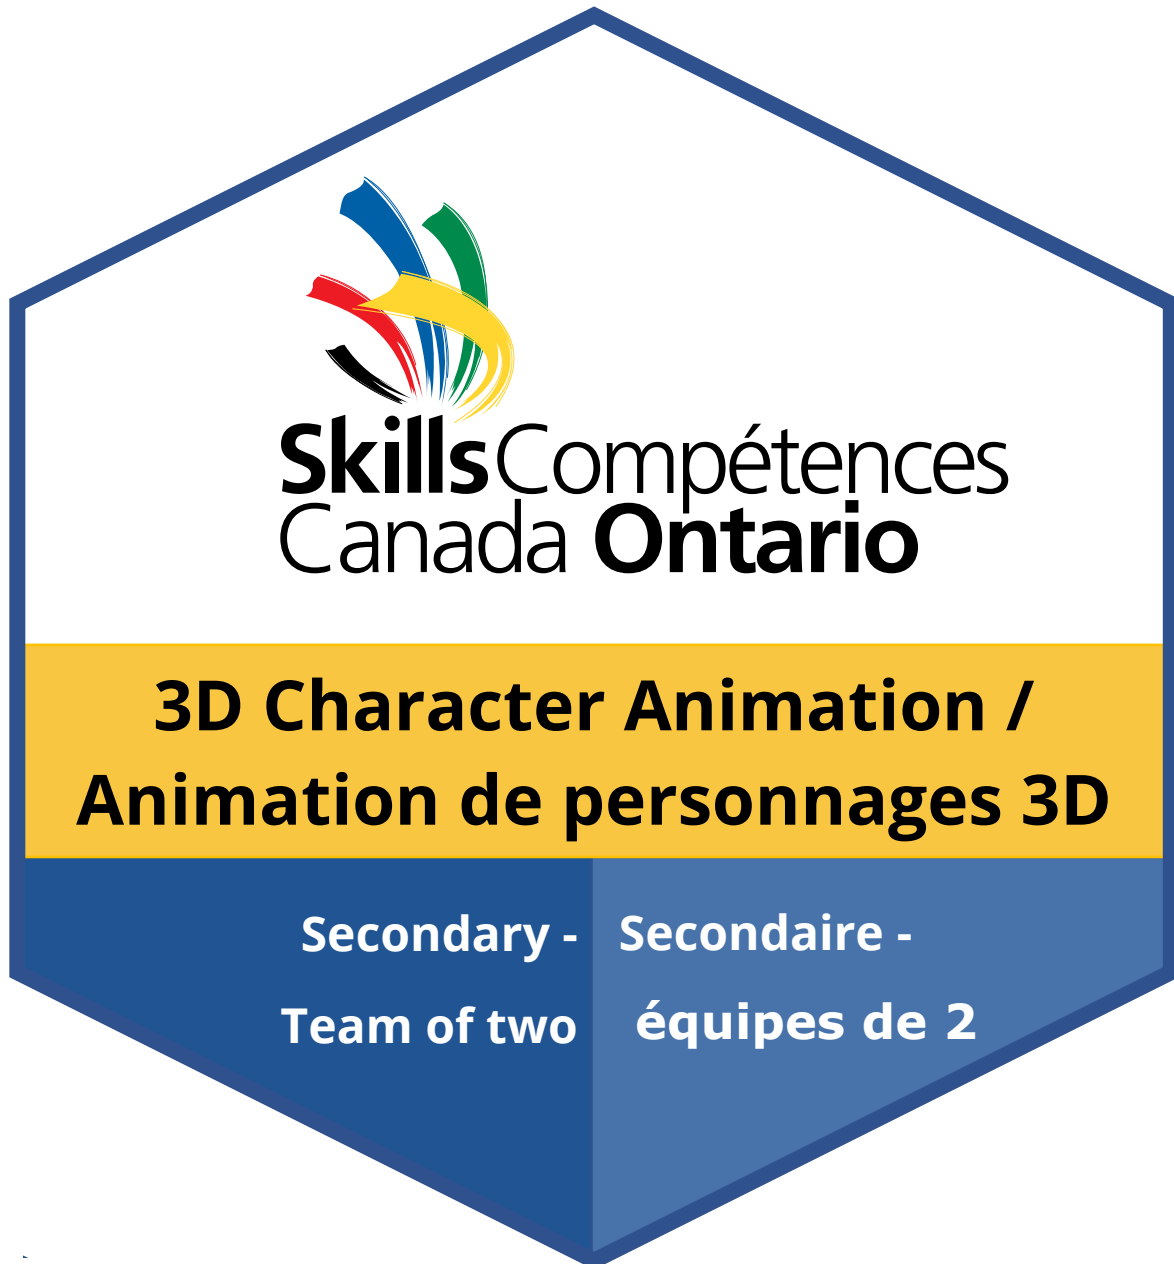 Skills Compétences
Canada Ontario
3D Character Animation /
Animation de personnages 3D
Secondary -
Team of two
Secondaire -
équipes de 2